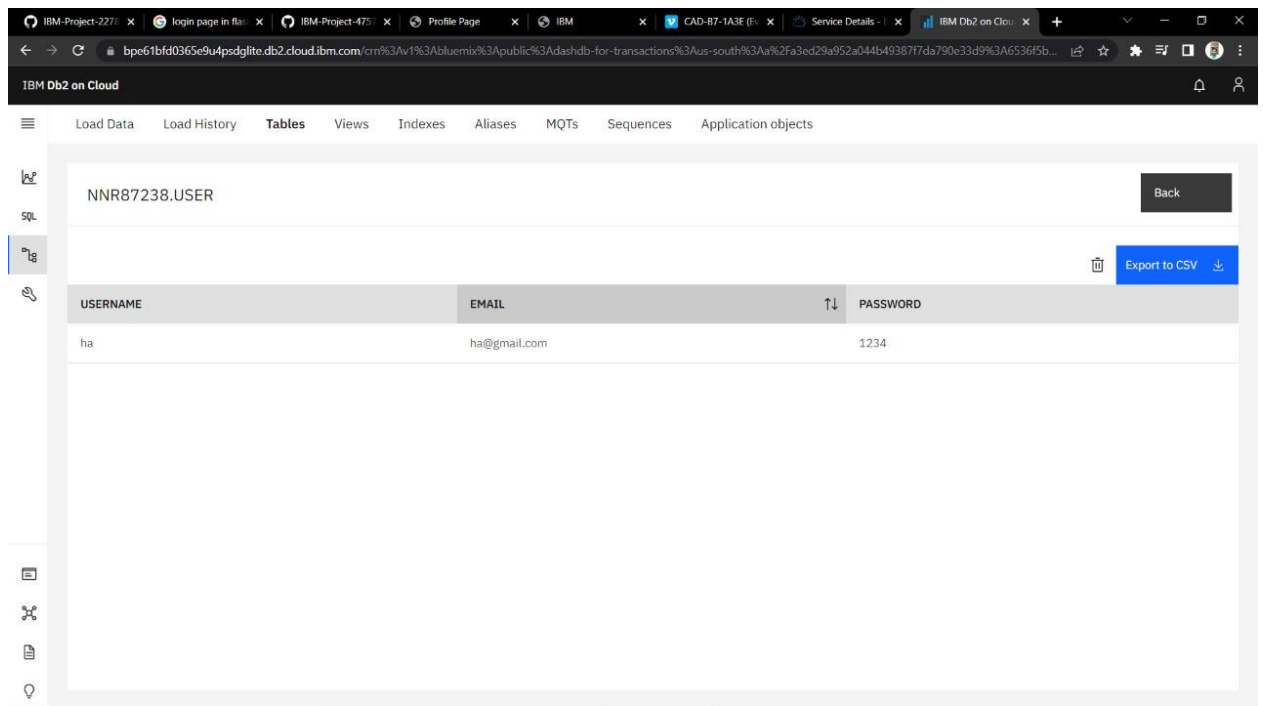 IBM-Project-2278 login page in flas IBM-Project-4757 Profile Page IBM CAD-B7-1A3E (Ev Service Details - I IBM Db2 on Clou
bpe61bfd0365e9u4psdglite.db2.cloud.ibm.com/crn%3Av1%3Abluemix%3Apublic%3Adashdb-for-transactions%3Aus-south%3Aa%2Fa3ed29a952a044b49387f7da790e33d9%3A6536f5b...
IBM Db2 on Cloud
Load Data Load History Tables Views Indexes Aliases MQTs Sequences Application objects
NNR87238.USER Back
SQL
Export to CSV
USERNAME EMAIL PASSWORD
ha ha@gmail.com 1234